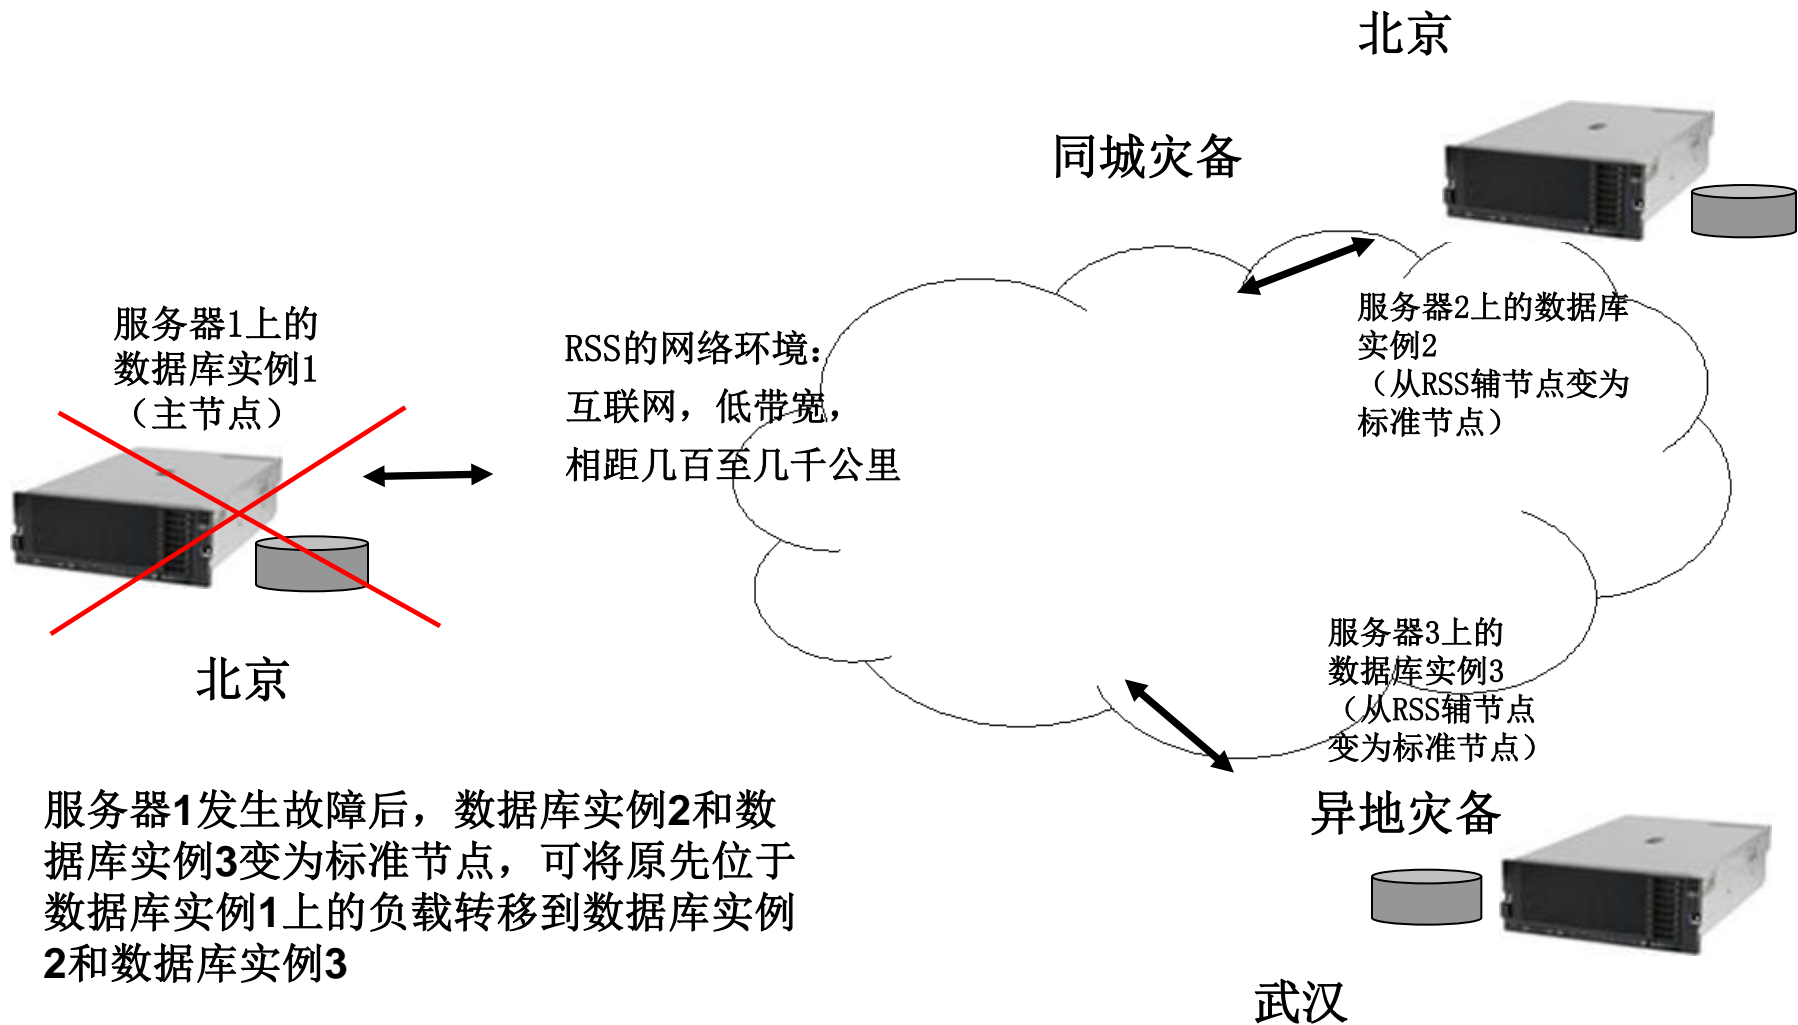 北京
同城灾备
服务器1上的
数据库实例1
（主节点）
RSS的网络环境：
互联网，低带宽，
相距几百至几千公里
服务器2上的数据库
实例2
（从RSS辅节点变为
标准节点）
北京
服务器3上的
数据库实例3
（从RSS辅节点
变为标准节点）
异地灾备
服务器1发生故障后，数据库实例2和数
据库实例3变为标准节点，可将原先位于
数据库实例1上的负载转移到数据库实例
2和数据库实例3
武汉